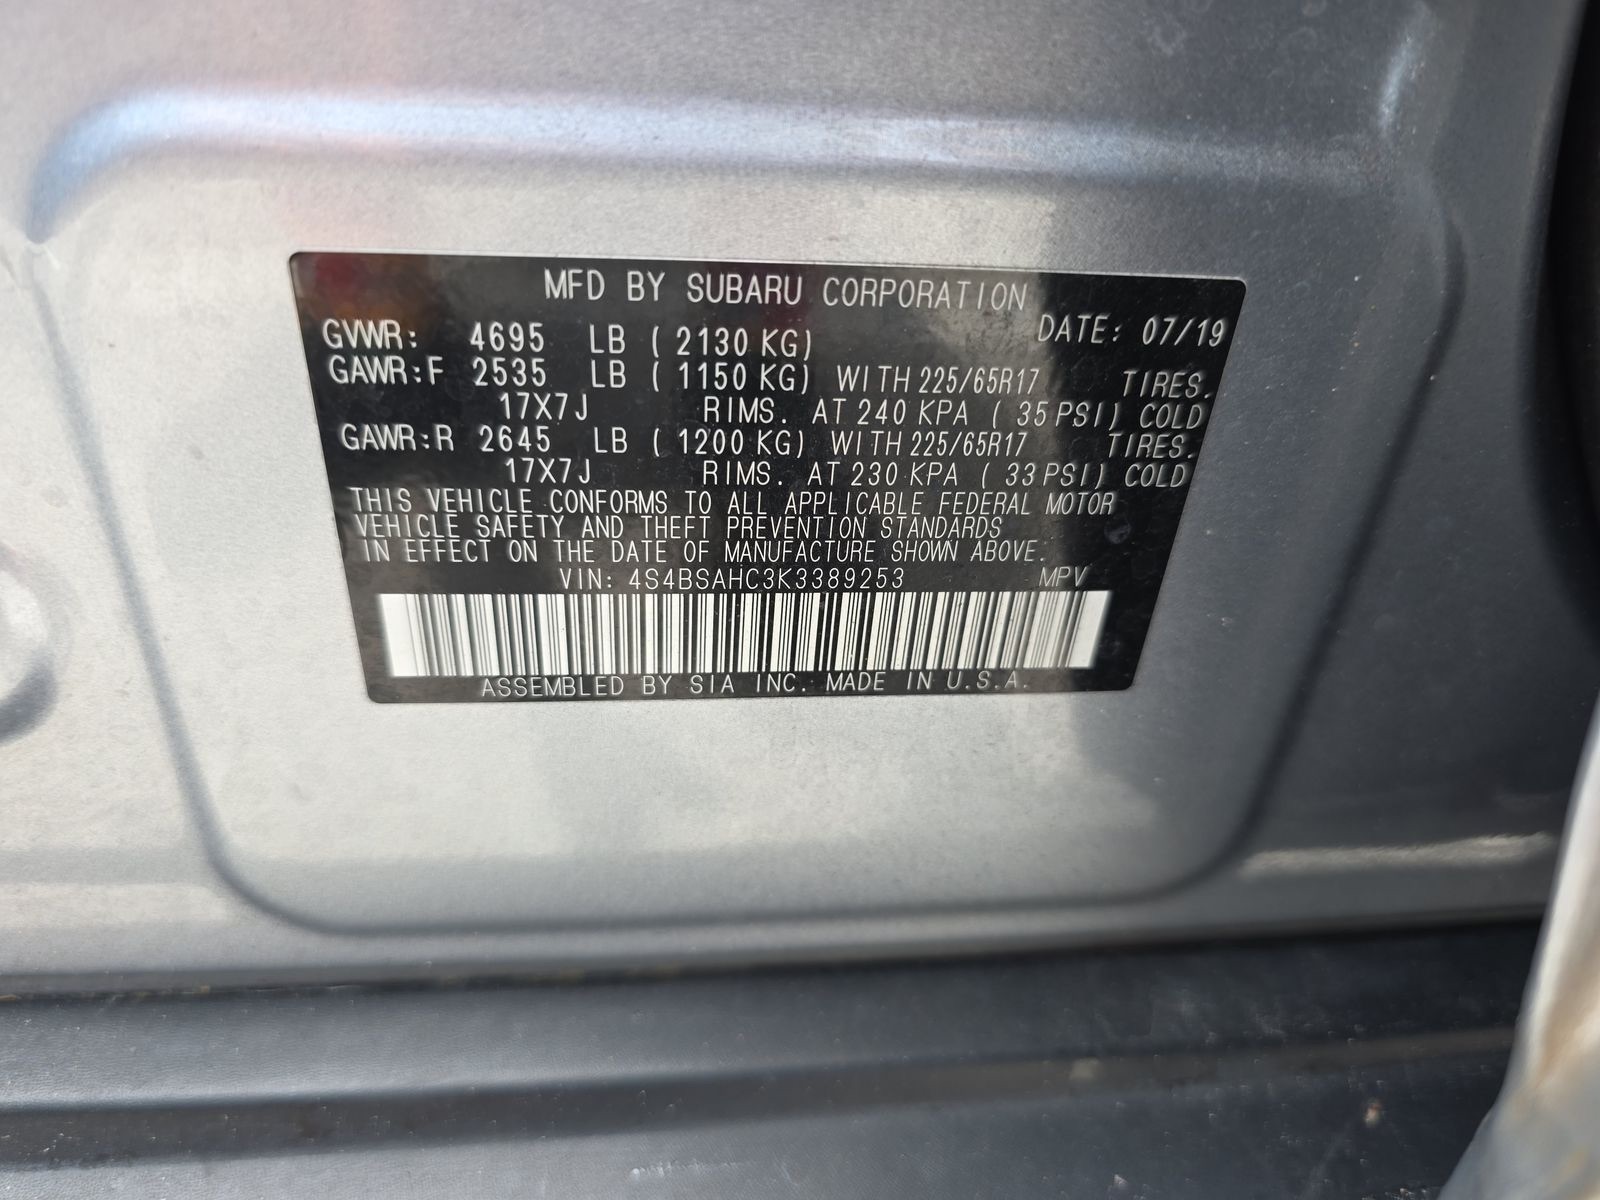 MFD BY SUBARU CORPORATION
GVWR: 4695 LB ( 2130 KG) DATE: 07/19
GAWR:F 2535 LB ( 1150 KG) WITH 225/65R17 TIRES.
17X7J RIMS. AT 240 KPA ( 35 PSI) COLD
GAWR:R 2645 LB ( 1200 KG) WITH 225/65R17 TIRES.
17X7J RIMS. AT 230 KPA ( 33 PSI) COLD
THIS VEHICLE CONFORMS TO ALL APPLICABLE FEDERAL MOTOR
VEHICLE SAFETY AND THEFT PREVENTION STANDARDS
IN EFFECT ON THE DATE OF MANUFACTURE SHOWN ABOVE.
VIN: 4S4BSAHC3K3389253 MPV
ASSEMBLED BY SIA INC. MADE IN U.S.A.